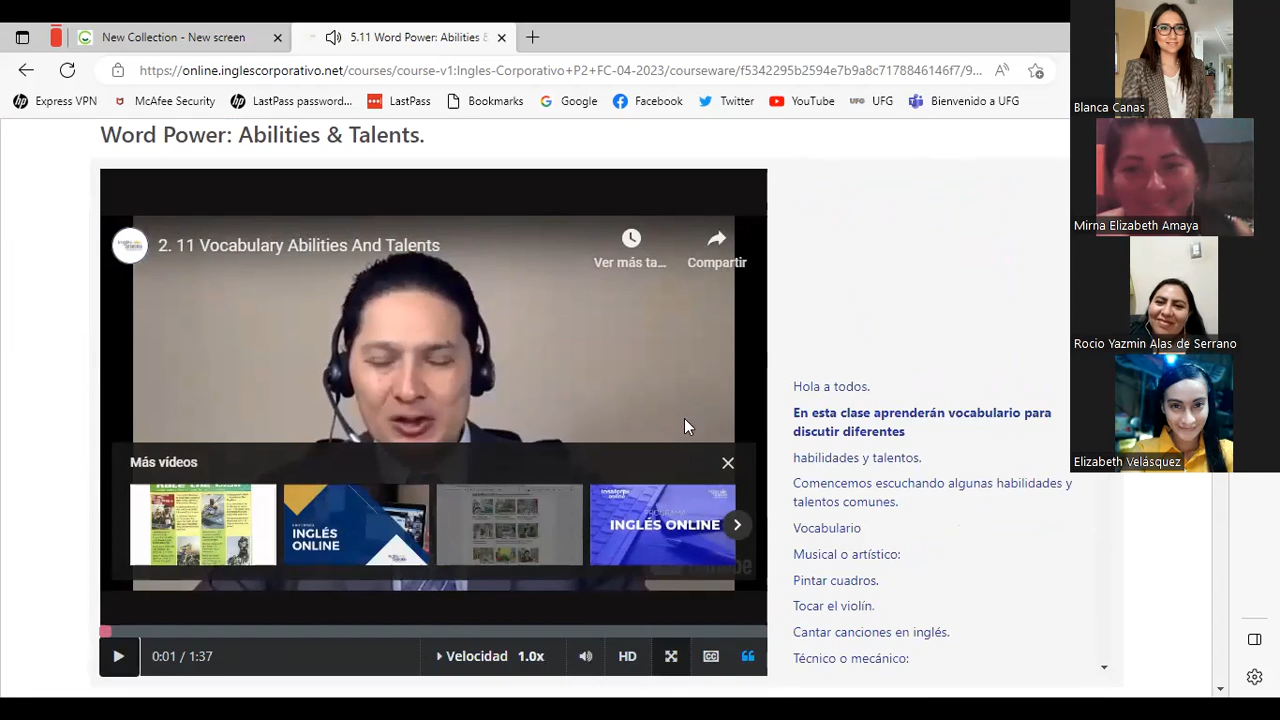 New Collection - New screen
5.11 Word Power: Abilities &
https://online.inglescorporativo.net/courses/course-v1:Ingles-Corporativo+P2+FC-04-2023/courseware/f5342295b2594e7b9a8c7178846146f7/9...
Express VPN
McAfee Security
LastPass password...
LastPass
Bookmarks
Google
Facebook
Twitter
YouTube
UFG
Bienvenido a UFG
Word Power: Abilities & Talents.
2. 11 Vocabulary Abilities And Talents
Ver más ta...
Compartir
Más vídeos
INGLÉS
ONLINE
PROGRAMA
INGLÉS ONLINE
0:01 / 1:37
Velocidad 1.0x
HD
Hola a todos.
En esta clase aprenderán vocabulario para
discutir diferentes
habilidades y talentos.
Comencemos escuchando algunas habilidades y
talentos comunes.
Vocabulario
Musical o artístico:
Pintar cuadros.
Tocar el violín.
Cantar canciones en inglés.
Técnico o mecánico:
Blanca Canas
Mirna Elizabeth Amaya
Rocio Yazmin Alas de Serrano
Elizabeth Velásquez